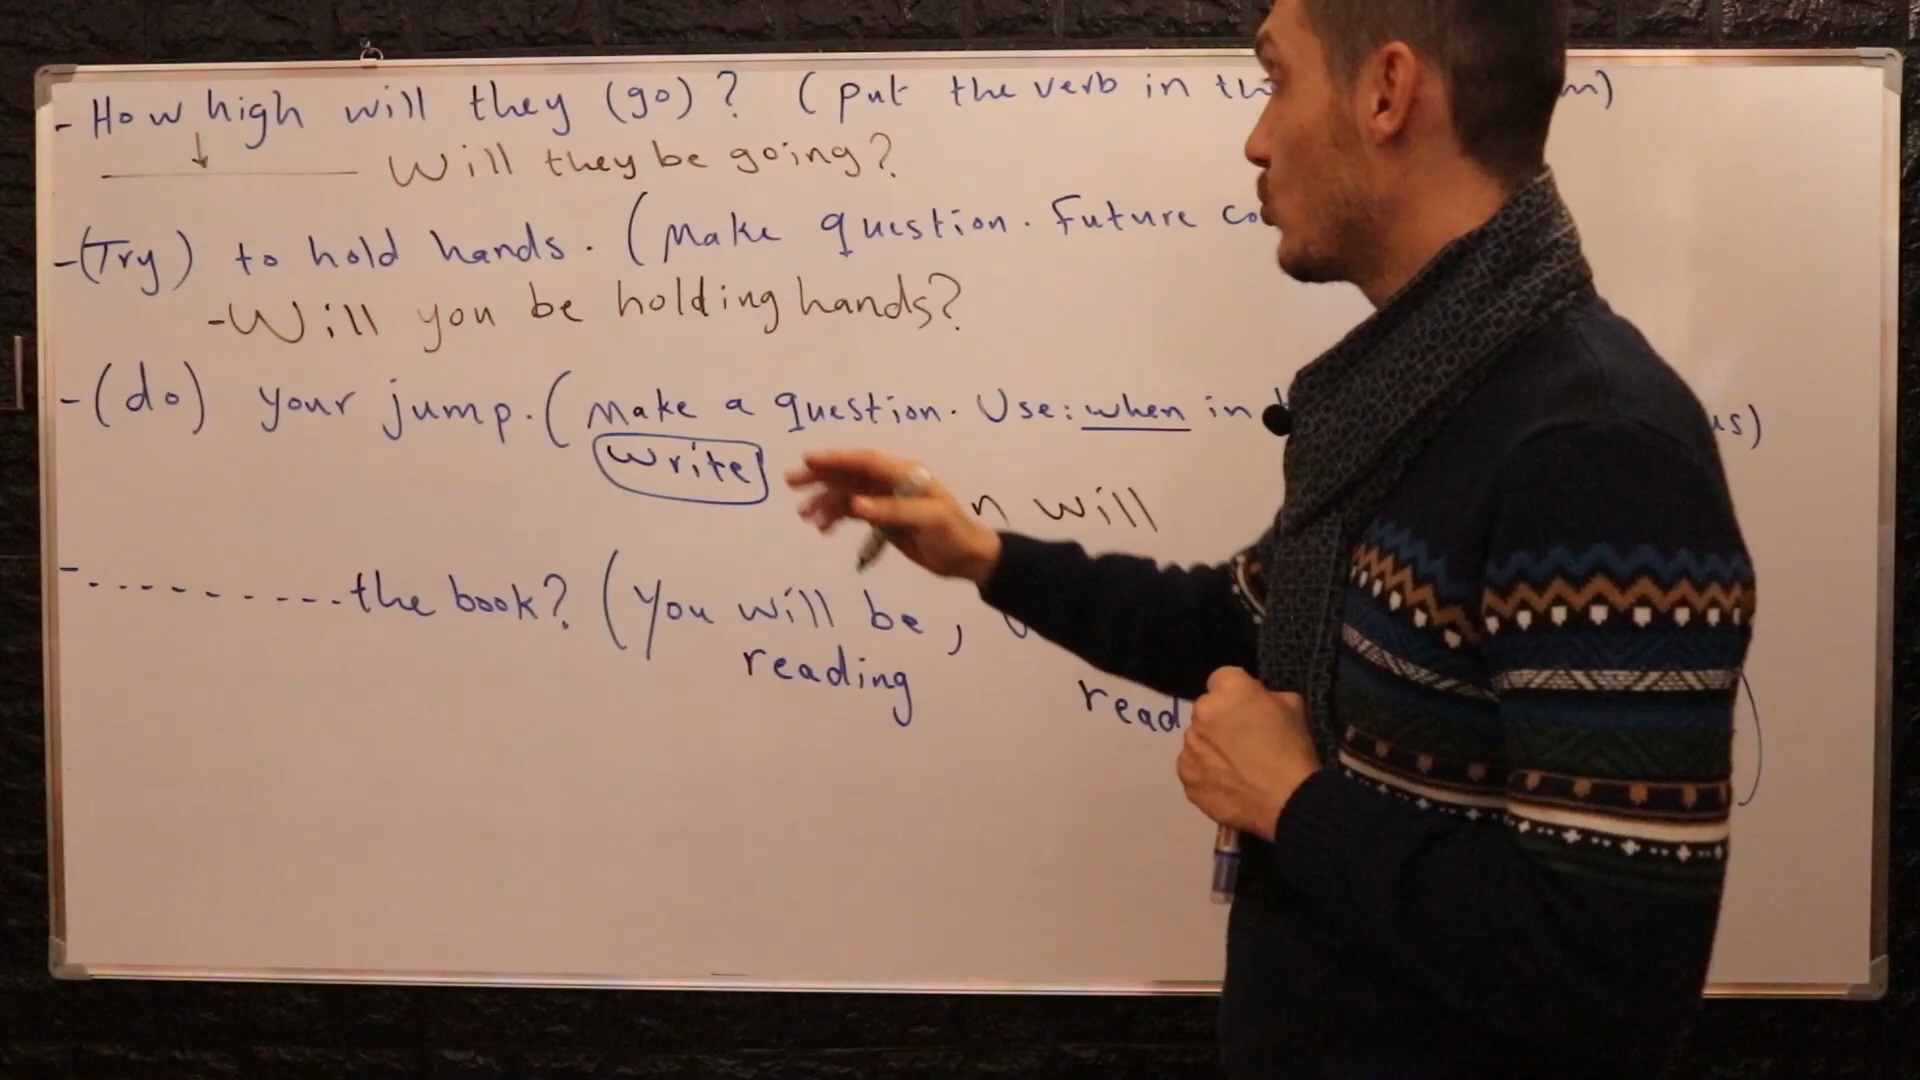 - How high will they (go)? (put the verb in
_____ Will they be going?
-(Try) to hold hands. (Make question. Future
-Will you be holding hands?
-(do) your jump. (Make a question. Use: when in
write
will
- .......... the book? (You will be,
reading
read